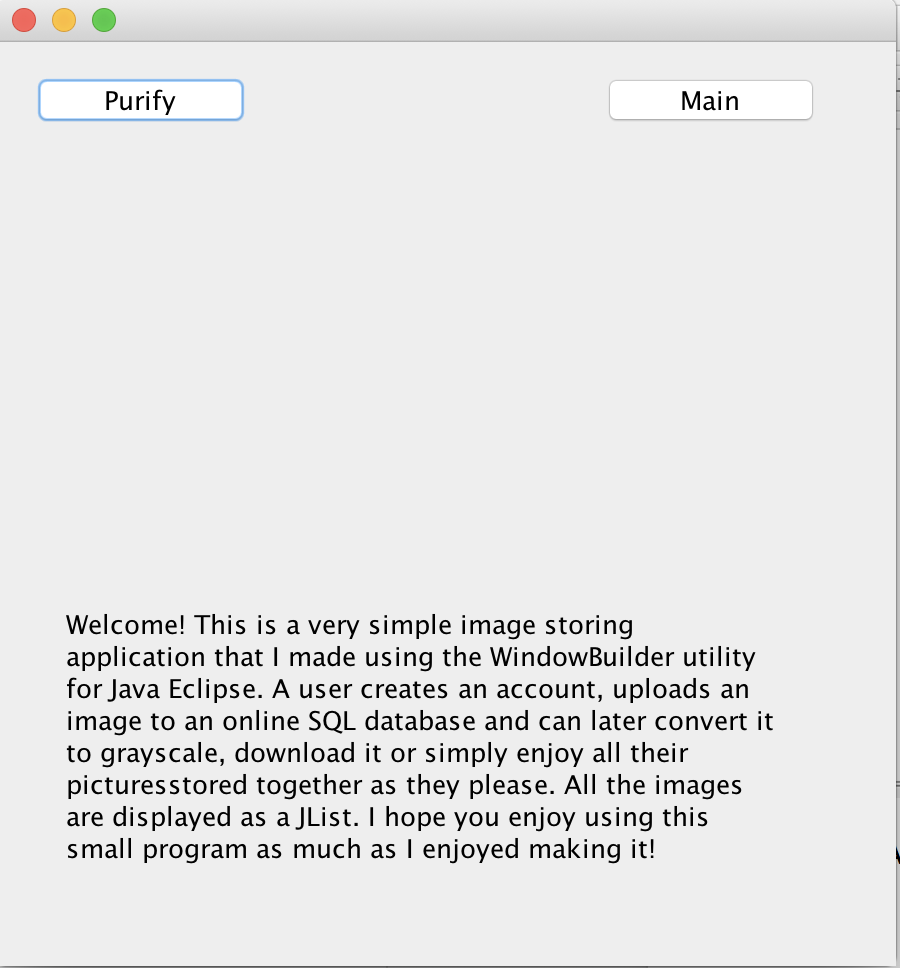 Purify
Main
Welcome! This is a very simple image storing
application that I made using the WindowBuilder utility
for Java Eclipse. A user creates an account, uploads an
image to an online SQL database and can later convert it
to grayscale, download it or simply enjoy all their
picturesstored together as they please. All the images
are displayed as a JList. I hope you enjoy using this
small program as much as I enjoyed making it!